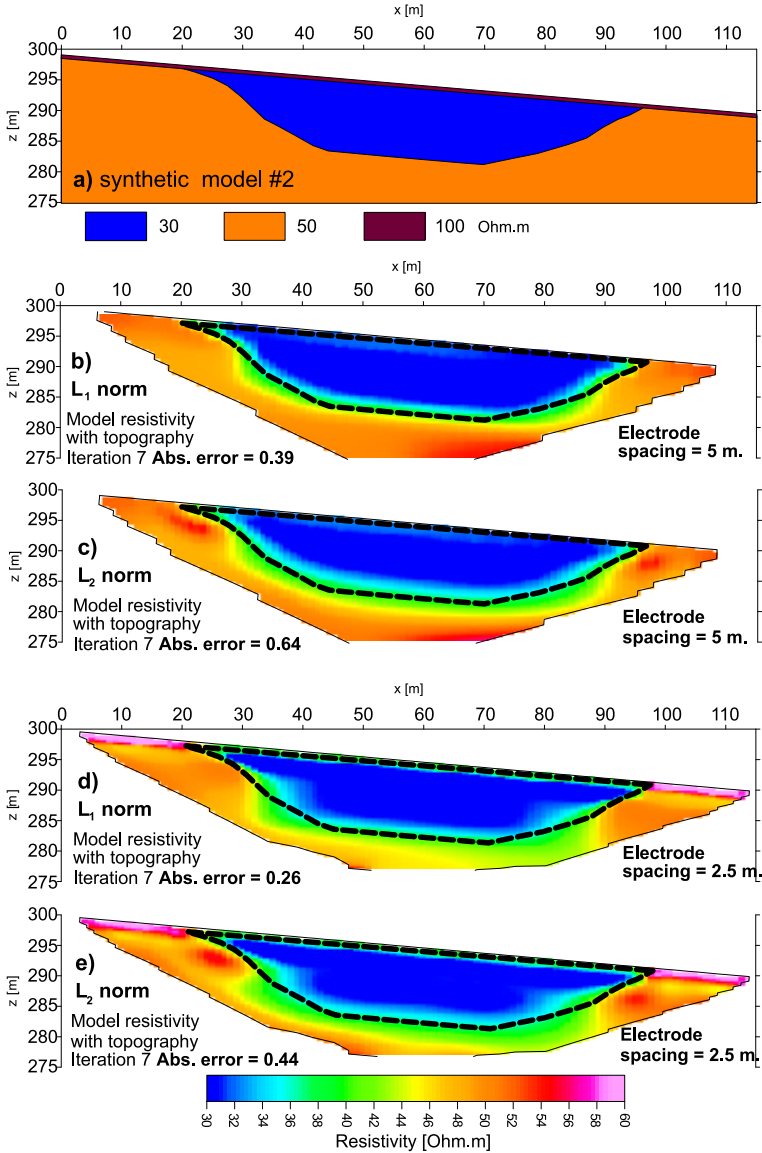 x [m]
0 10 20 30 40 50 60 70 80 90 100 110
300
295
290
285
280
275
z [m]
a) synthetic model #2
30 50 100 Ohm.m
x [m]
0 10 20 30 40 50 60 70 80 90 100 110
300
295
290
285
280
275
z [m]
b)
L1 norm
Model resistivity
with topography
Iteration 7 Abs. error = 0.39
Electrode
spacing = 5 m.
300
295
290
285
280
275
z [m]
c)
L2 norm
Model resistivity
with topography
Iteration 7 Abs. error = 0.64
Electrode
spacing = 5 m.
x [m]
0 10 20 30 40 50 60 70 80 90 100 110
300
295
290
285
280
275
z [m]
d)
L1 norm
Model resistivity
with topography
Iteration 7 Abs. error = 0.26
Electrode
spacing = 2.5 m.
300
295
290
285
280
275
z [m]
e)
L2 norm
Model resistivity
with topography
Iteration 7 Abs. error = 0.44
Electrode
spacing = 2.5 m.
30 32 34 36 38 40 42 44 46 48 50 52 54 56 58 60
Resistivity [Ohm.m]